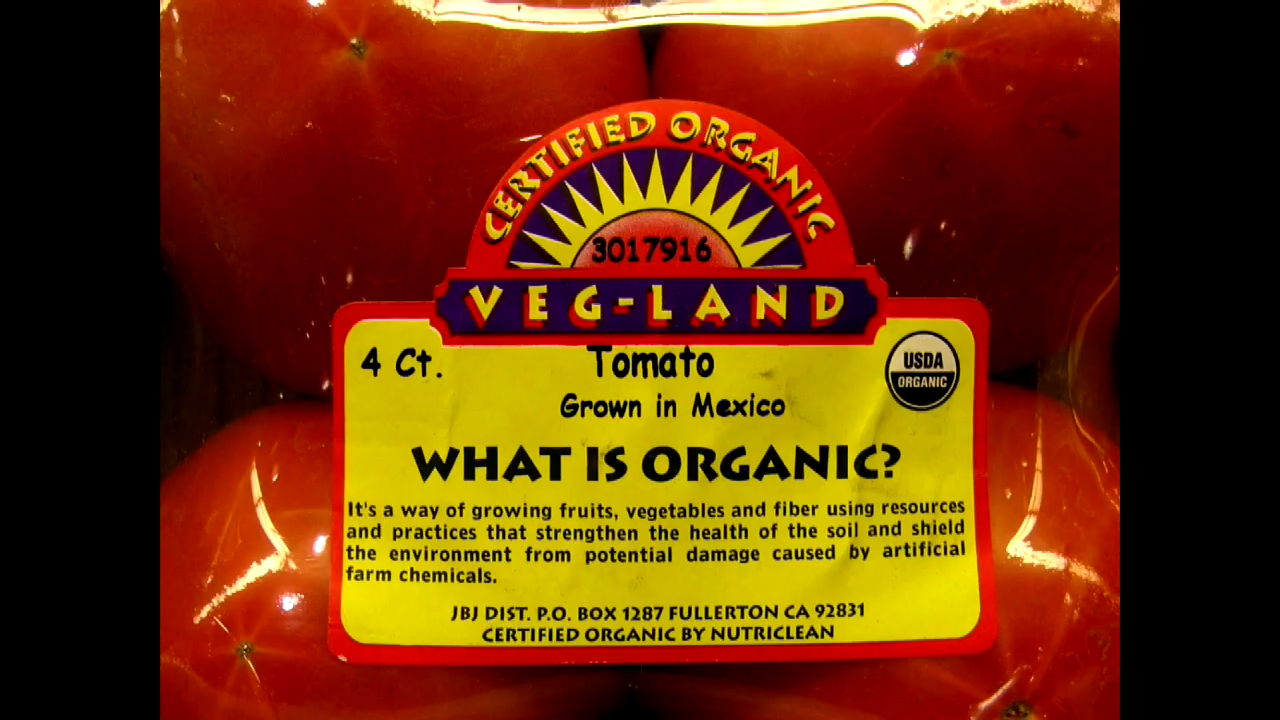 CERTIFIED ORGANIC
3017916
VEG-LAND
4 Ct.
Tomato
USDA
ORGANIC
Grown in Mexico
WHAT IS ORGANIC?
It's a way of growing fruits, vegetables and fiber using resources
and practices that strengthen the health of the soil and shield
the environment from potential damage caused by artificial
farm chemicals.
JBJ DIST. P.O. BOX 1287 FULLERTON CA 92831
CERTIFIED ORGANIC BY NUTRICLEAN